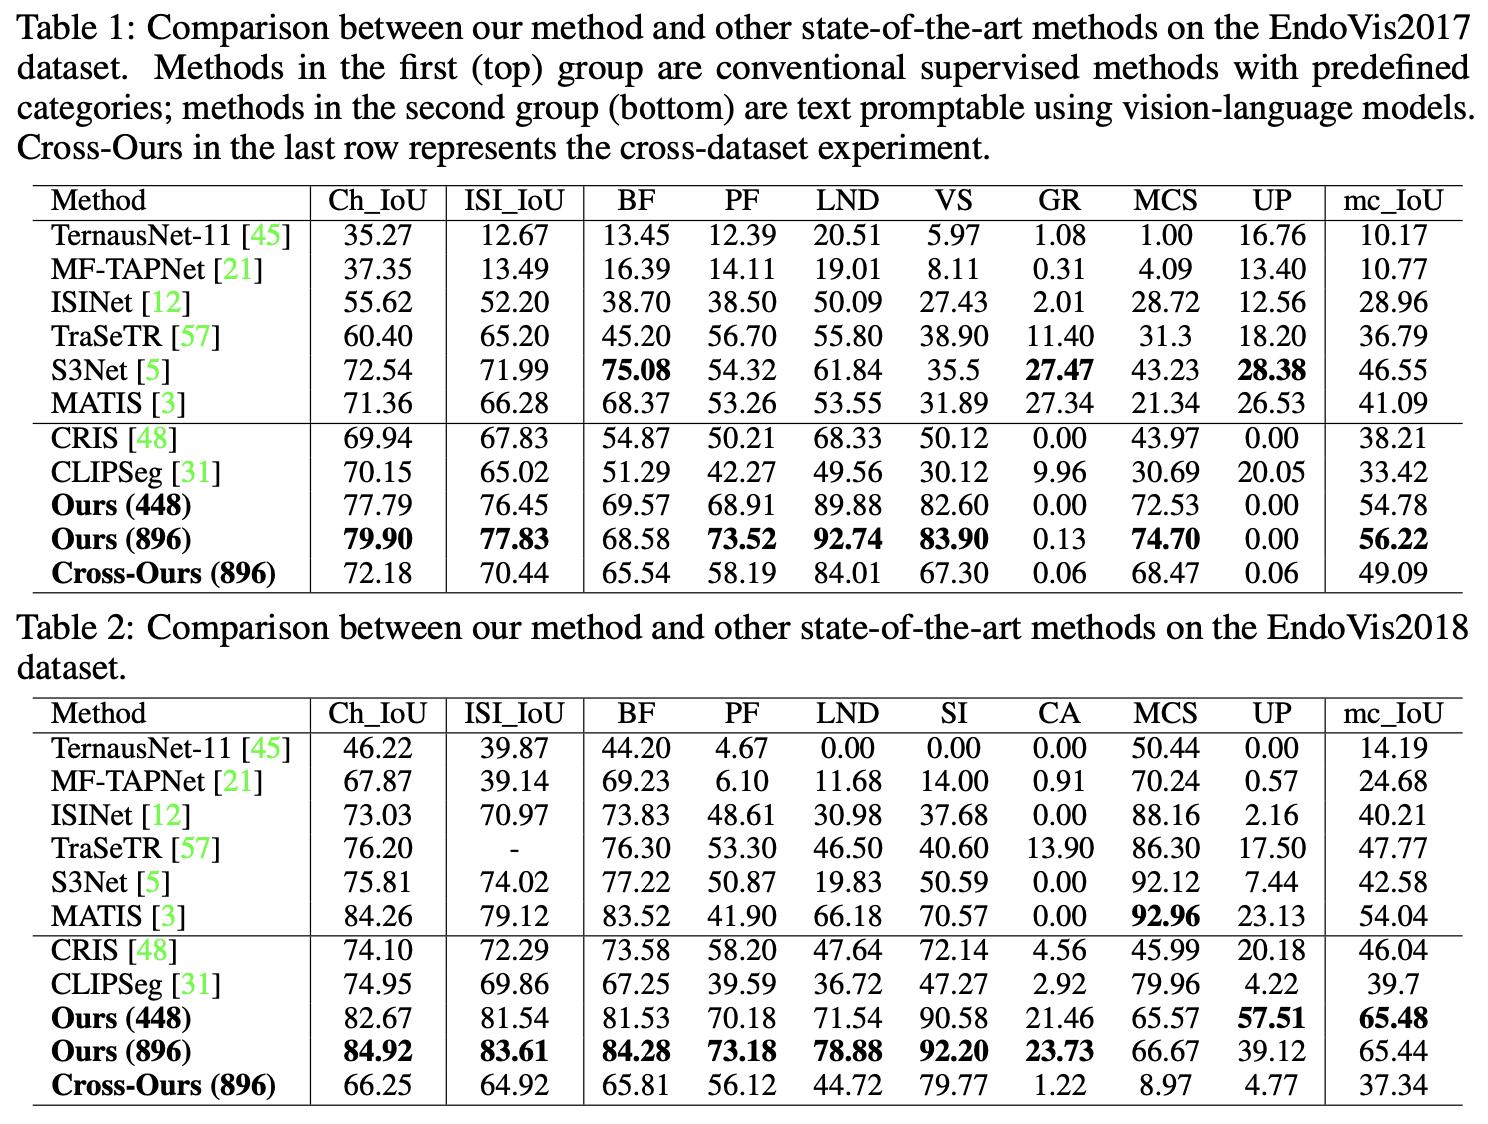 Table 1: Comparison between our method and other state-of-the-art methods on the EndoVis2017
dataset. Methods in the first (top) group are conventional supervised methods with predefined
categories; methods in the second group (bottom) are text promptable using vision-language models.
Cross-Ours in the last row represents the cross-dataset experiment.
Method Ch_IoU ISI_IoU BF PF LND VS GR MCS UP mc_IoU
TernausNet-11 [45] 35.27 12.67 13.45 12.39 20.51 5.97 1.08 1.00 16.76 10.17
MF-TAPNet [21] 37.35 13.49 16.39 14.11 19.01 8.11 0.31 4.09 13.40 10.77
ISINet [12] 55.62 52.20 38.70 38.50 50.09 27.43 2.01 28.72 12.56 28.96
TraSeTR [57] 60.40 65.20 45.20 56.70 55.80 38.90 11.40 31.3 18.20 36.79
S3Net [5] 72.54 71.99 75.08 54.32 61.84 35.5 27.47 43.23 28.38 46.55
MATIS [3] 71.36 66.28 68.37 53.26 53.55 31.89 27.34 21.34 26.53 41.09
CRIS [48] 69.94 67.83 54.87 50.21 68.33 50.12 0.00 43.97 0.00 38.21
CLIPSeg [31] 70.15 65.02 51.29 42.27 49.56 30.12 9.96 30.69 20.05 33.42
Ours (448) 77.79 76.45 69.57 68.91 89.88 82.60 0.00 72.53 0.00 54.78
Ours (896) 79.90 77.83 68.58 73.52 92.74 83.90 0.13 74.70 0.00 56.22
Cross-Ours (896) 72.18 70.44 65.54 58.19 84.01 67.30 0.06 68.47 0.06 49.09
Table 2: Comparison between our method and other state-of-the-art methods on the EndoVis2018
dataset.
Method Ch_IoU ISI_IoU BF PF LND SI CA MCS UP mc_IoU
TernausNet-11 [45] 46.22 39.87 44.20 4.67 0.00 0.00 0.00 50.44 0.00 14.19
MF-TAPNet [21] 67.87 39.14 69.23 6.10 11.68 14.00 0.91 70.24 0.57 24.68
ISINet [12] 73.03 70.97 73.83 48.61 30.98 37.68 0.00 88.16 2.16 40.21
TraSeTR [57] 76.20 - 76.30 53.30 46.50 40.60 13.90 86.30 17.50 47.77
S3Net [5] 75.81 74.02 77.22 50.87 19.83 50.59 0.00 92.12 7.44 42.58
MATIS [3] 84.26 79.12 83.52 41.90 66.18 70.57 0.00 92.96 23.13 54.04
CRIS [48] 74.10 72.29 73.58 58.20 47.64 72.14 4.56 45.99 20.18 46.04
CLIPSeg [31] 74.95 69.86 67.25 39.59 36.72 47.27 2.92 79.96 4.22 39.7
Ours (448) 82.67 81.54 81.53 70.18 71.54 90.58 21.46 65.57 57.51 65.48
Ours (896) 84.92 83.61 84.28 73.18 78.88 92.20 23.73 66.67 39.12 65.44
Cross-Ours (896) 66.25 64.92 65.81 56.12 44.72 79.77 1.22 8.97 4.77 37.34